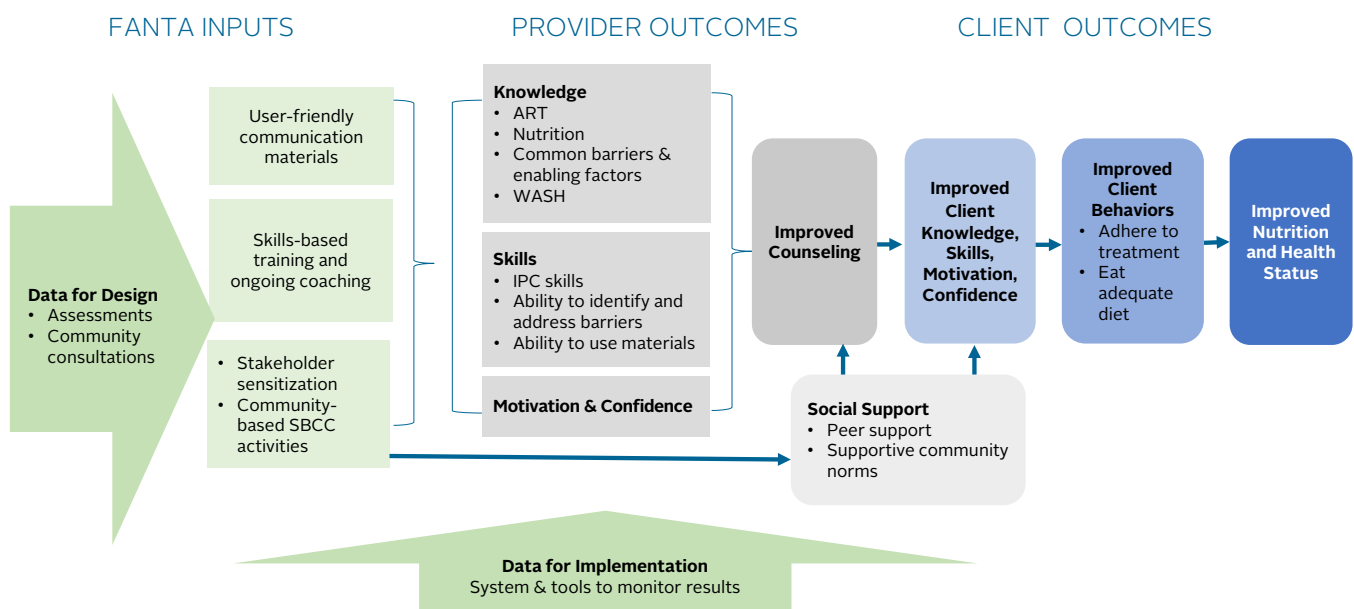 FANTA INPUTS
PROVIDER OUTCOMES
CLIENT OUTCOMES
Data for Design
• Assessments
• Community
consultations
User-friendly
communication
materials
Skills-based
training and
ongoing coaching
• Stakeholder
sensitization
• Community-
based SBCC
activities
Knowledge
• ART
• Nutrition
• Common barriers &
enabling factors
• WASH
Skills
• IPC skills
• Ability to identify and
address barriers
• Ability to use materials
Motivation & Confidence
Improved
Counseling
Improved
Client
Knowledge,
Skills,
Motivation,
Confidence
Improved
Client
Behaviors
• Adhere to
treatment
• Eat
adequate
diet
Improved
Nutrition
and Health
Status
Social Support
• Peer support
• Supportive community
norms
Data for Implementation
System & tools to monitor results